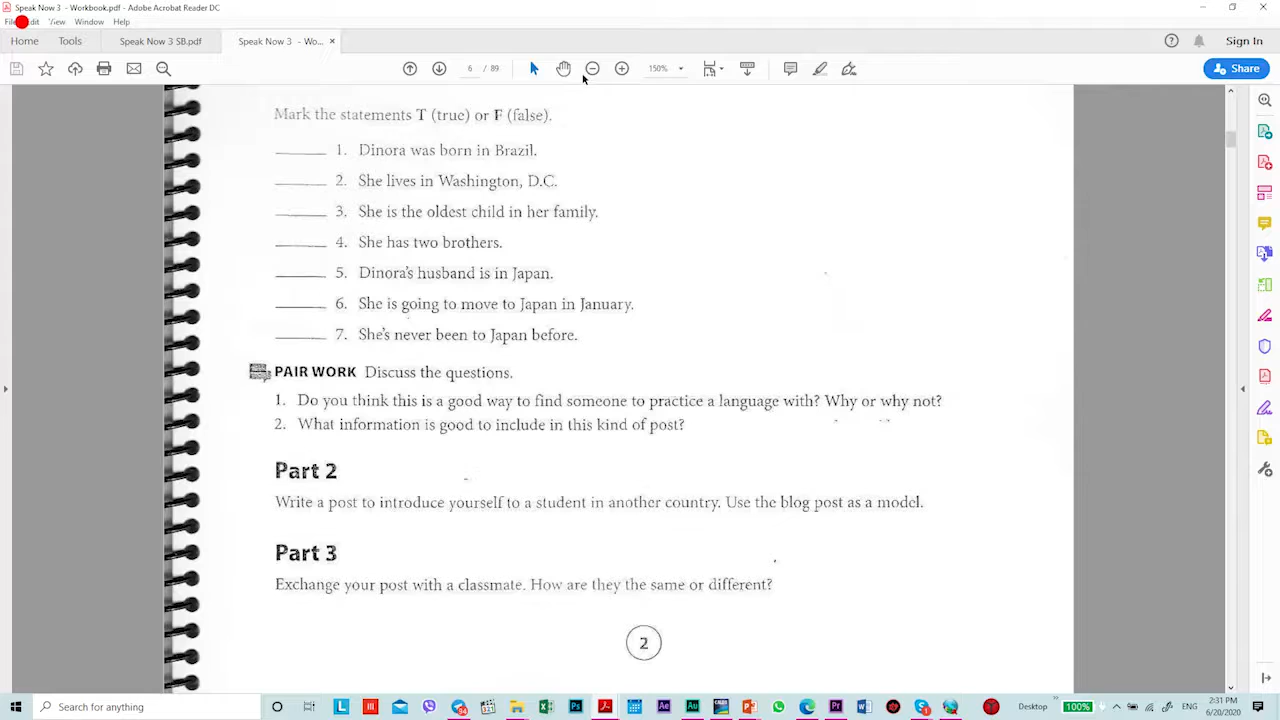 Speak Now 3 - Workbook.pdf - Adobe Acrobat Reader DC
File Edit View Window Help
Home Tools Speak Now 3 SB.pdf Speak Now 3 - Wo... ×
Sign In
6 / 89
150%
Share
Mark the statements T (true) or F (false).
1. Dinora was born in Brazil.
2. She lives in Washington, D.C.
3. She is the oldest child in her family.
4. She has two brothers.
5. Dinora's husband is in Japan.
6. She is going to move to Japan in January.
7. She's never been to Japan before.
PAIR WORK Discuss the questions.
1. Do you think this is a good way to find someone to practice a language with? Why or why not?
2. What information is good to include in this kind of post?
Part 2
Write a post to introduce yourself to a student in another country. Use the blog post as a model.
Part 3
Exchange your post with a classmate. How are they the same or different?
2
Search for anything
Desktop
100%
2:31 PM
6/20/2020